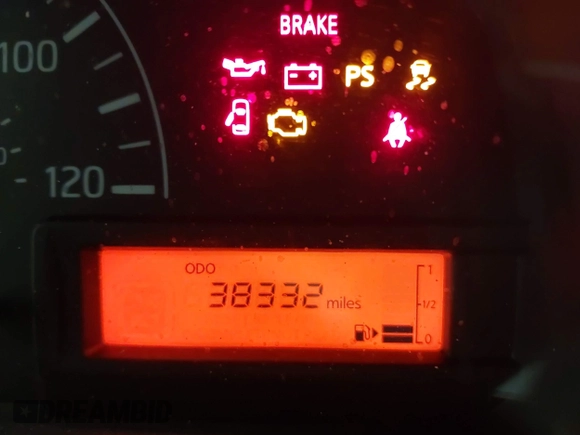 BRAKE
100
PS
120
ODO
38332 miles
1
1/2
0
DREAMBID